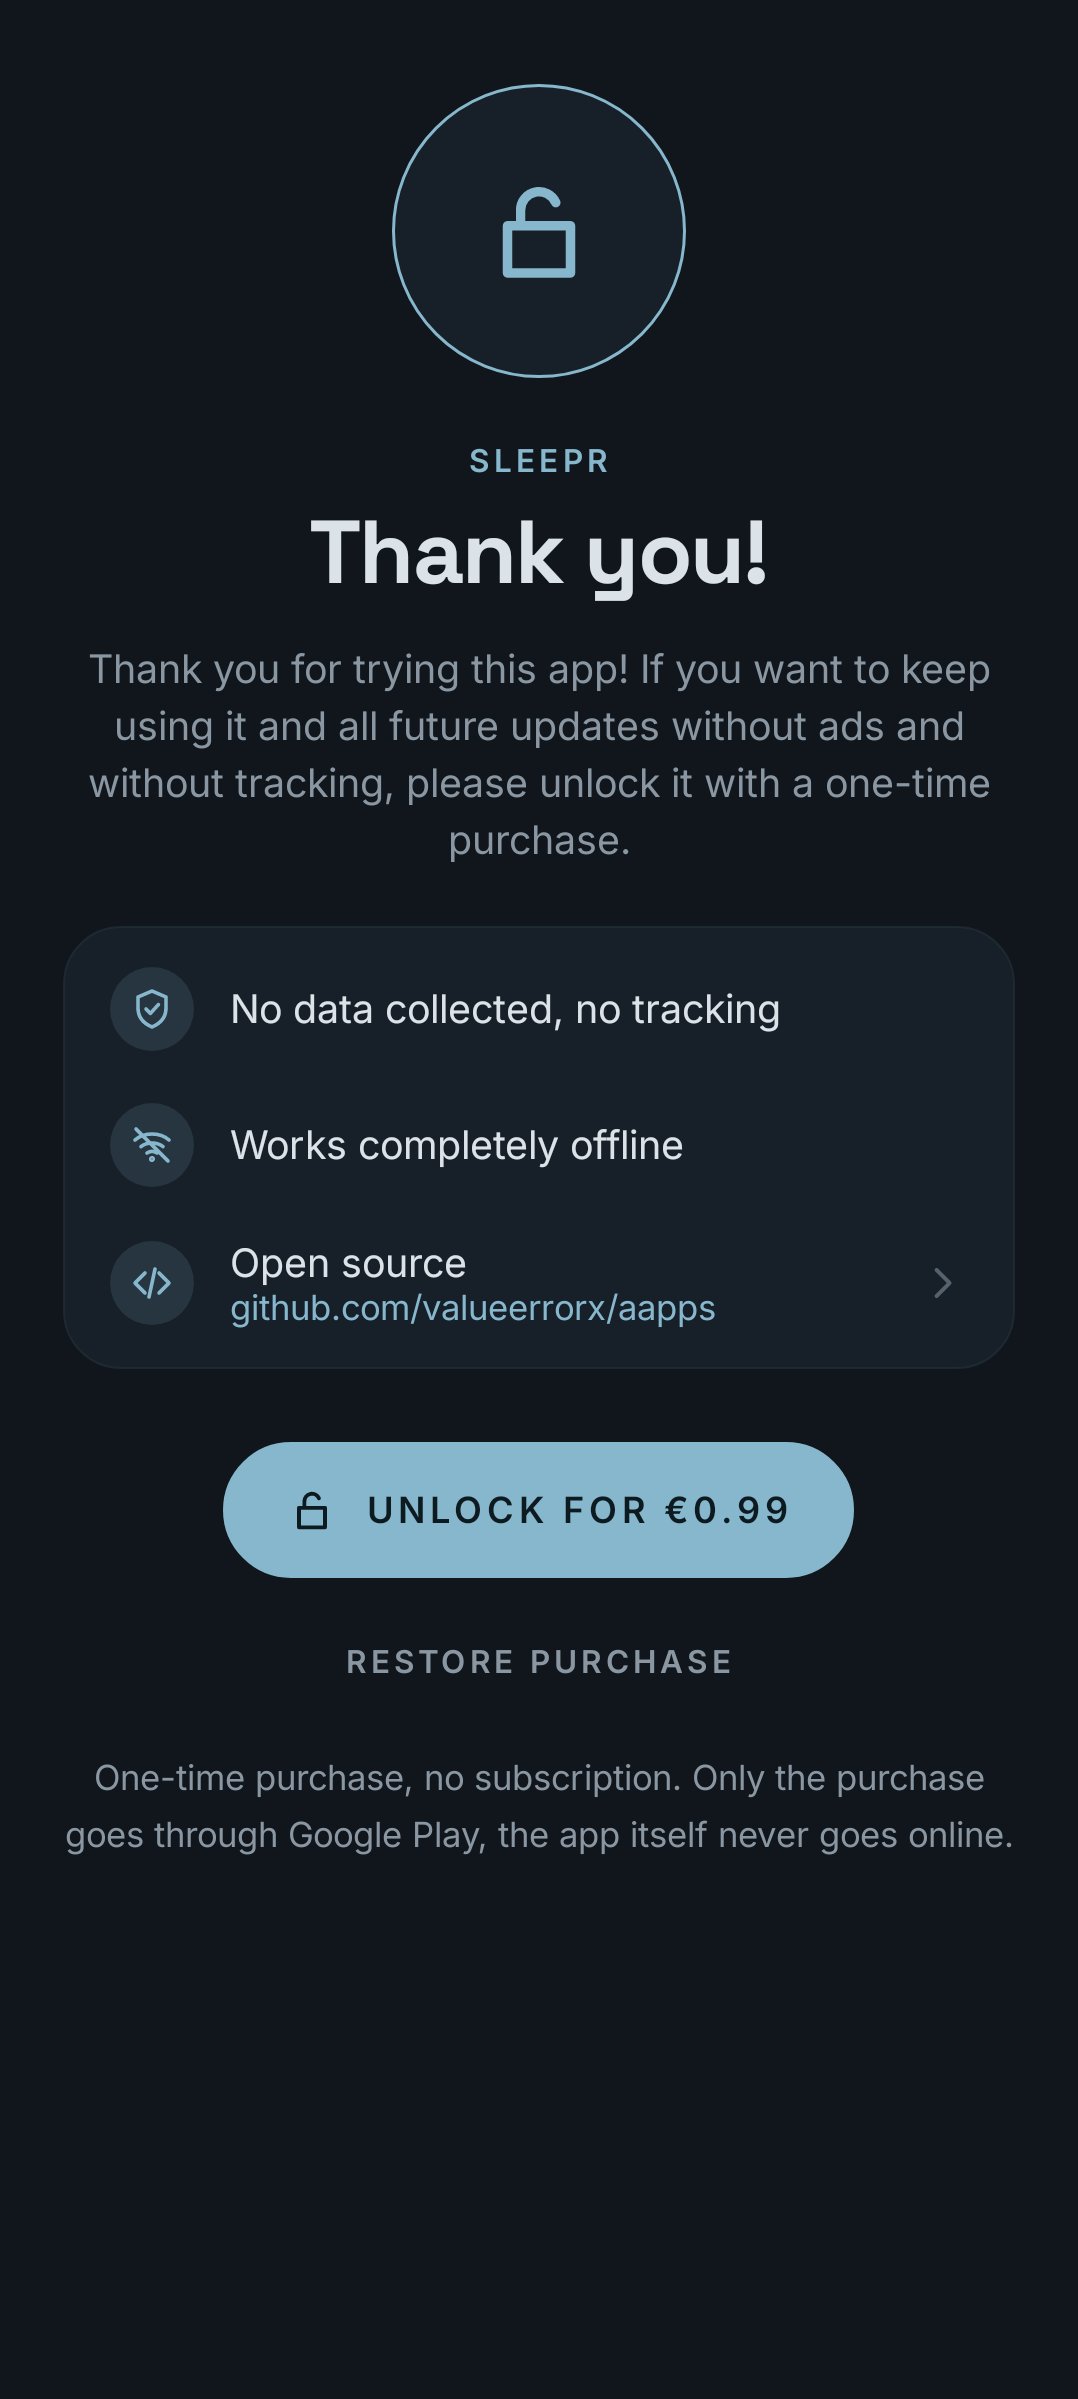 SLEEPR
Thank you!
Thank you for trying this app! If you want to keep
using it and all future updates without ads and
without tracking, please unlock it with a one-time
purchase.
No data collected, no tracking
Works completely offline
Open source
github.com/valueerrorx/aapps
UNLOCK FOR €0.99
RESTORE PURCHASE
One-time purchase, no subscription. Only the purchase
goes through Google Play, the app itself never goes online.